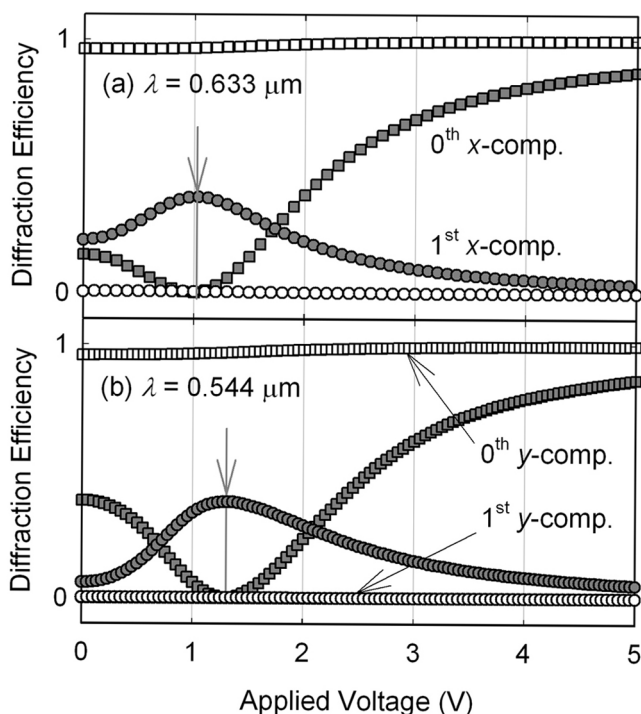 1
(a) λ = 0.633 μm
0th x-comp.
1st x-comp.
0
Diffraction Efficiency
1
(b) λ = 0.544 μm
0th y-comp.
1st y-comp.
0
Diffraction Efficiency
0 1 2 3 4 5
Applied Voltage (V)